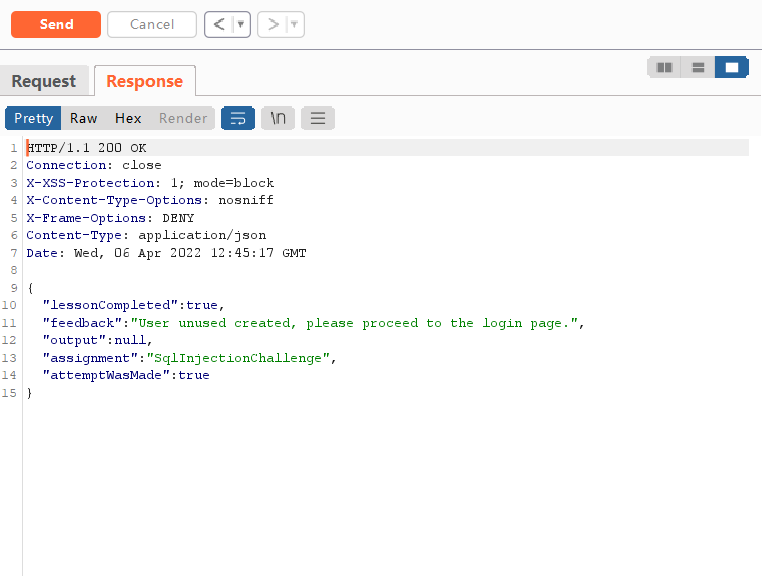 Send Cancel < >
Request Response
Pretty Raw Hex Render \n
1 HTTP/1.1 200 OK
2 Connection: close
3 X-XSS-Protection: 1; mode=block
4 X-Content-Type-Options: nosniff
5 X-Frame-Options: DENY
6 Content-Type: application/json
7 Date: Wed, 06 Apr 2022 12:45:17 GMT
8
9 {
10 "lessonCompleted":true,
11 "feedback":"User unused created, please proceed to the login page.",
12 "output":null,
13 "assignment":"SqlInjectionChallenge",
14 "attemptWasMade":true
15 }